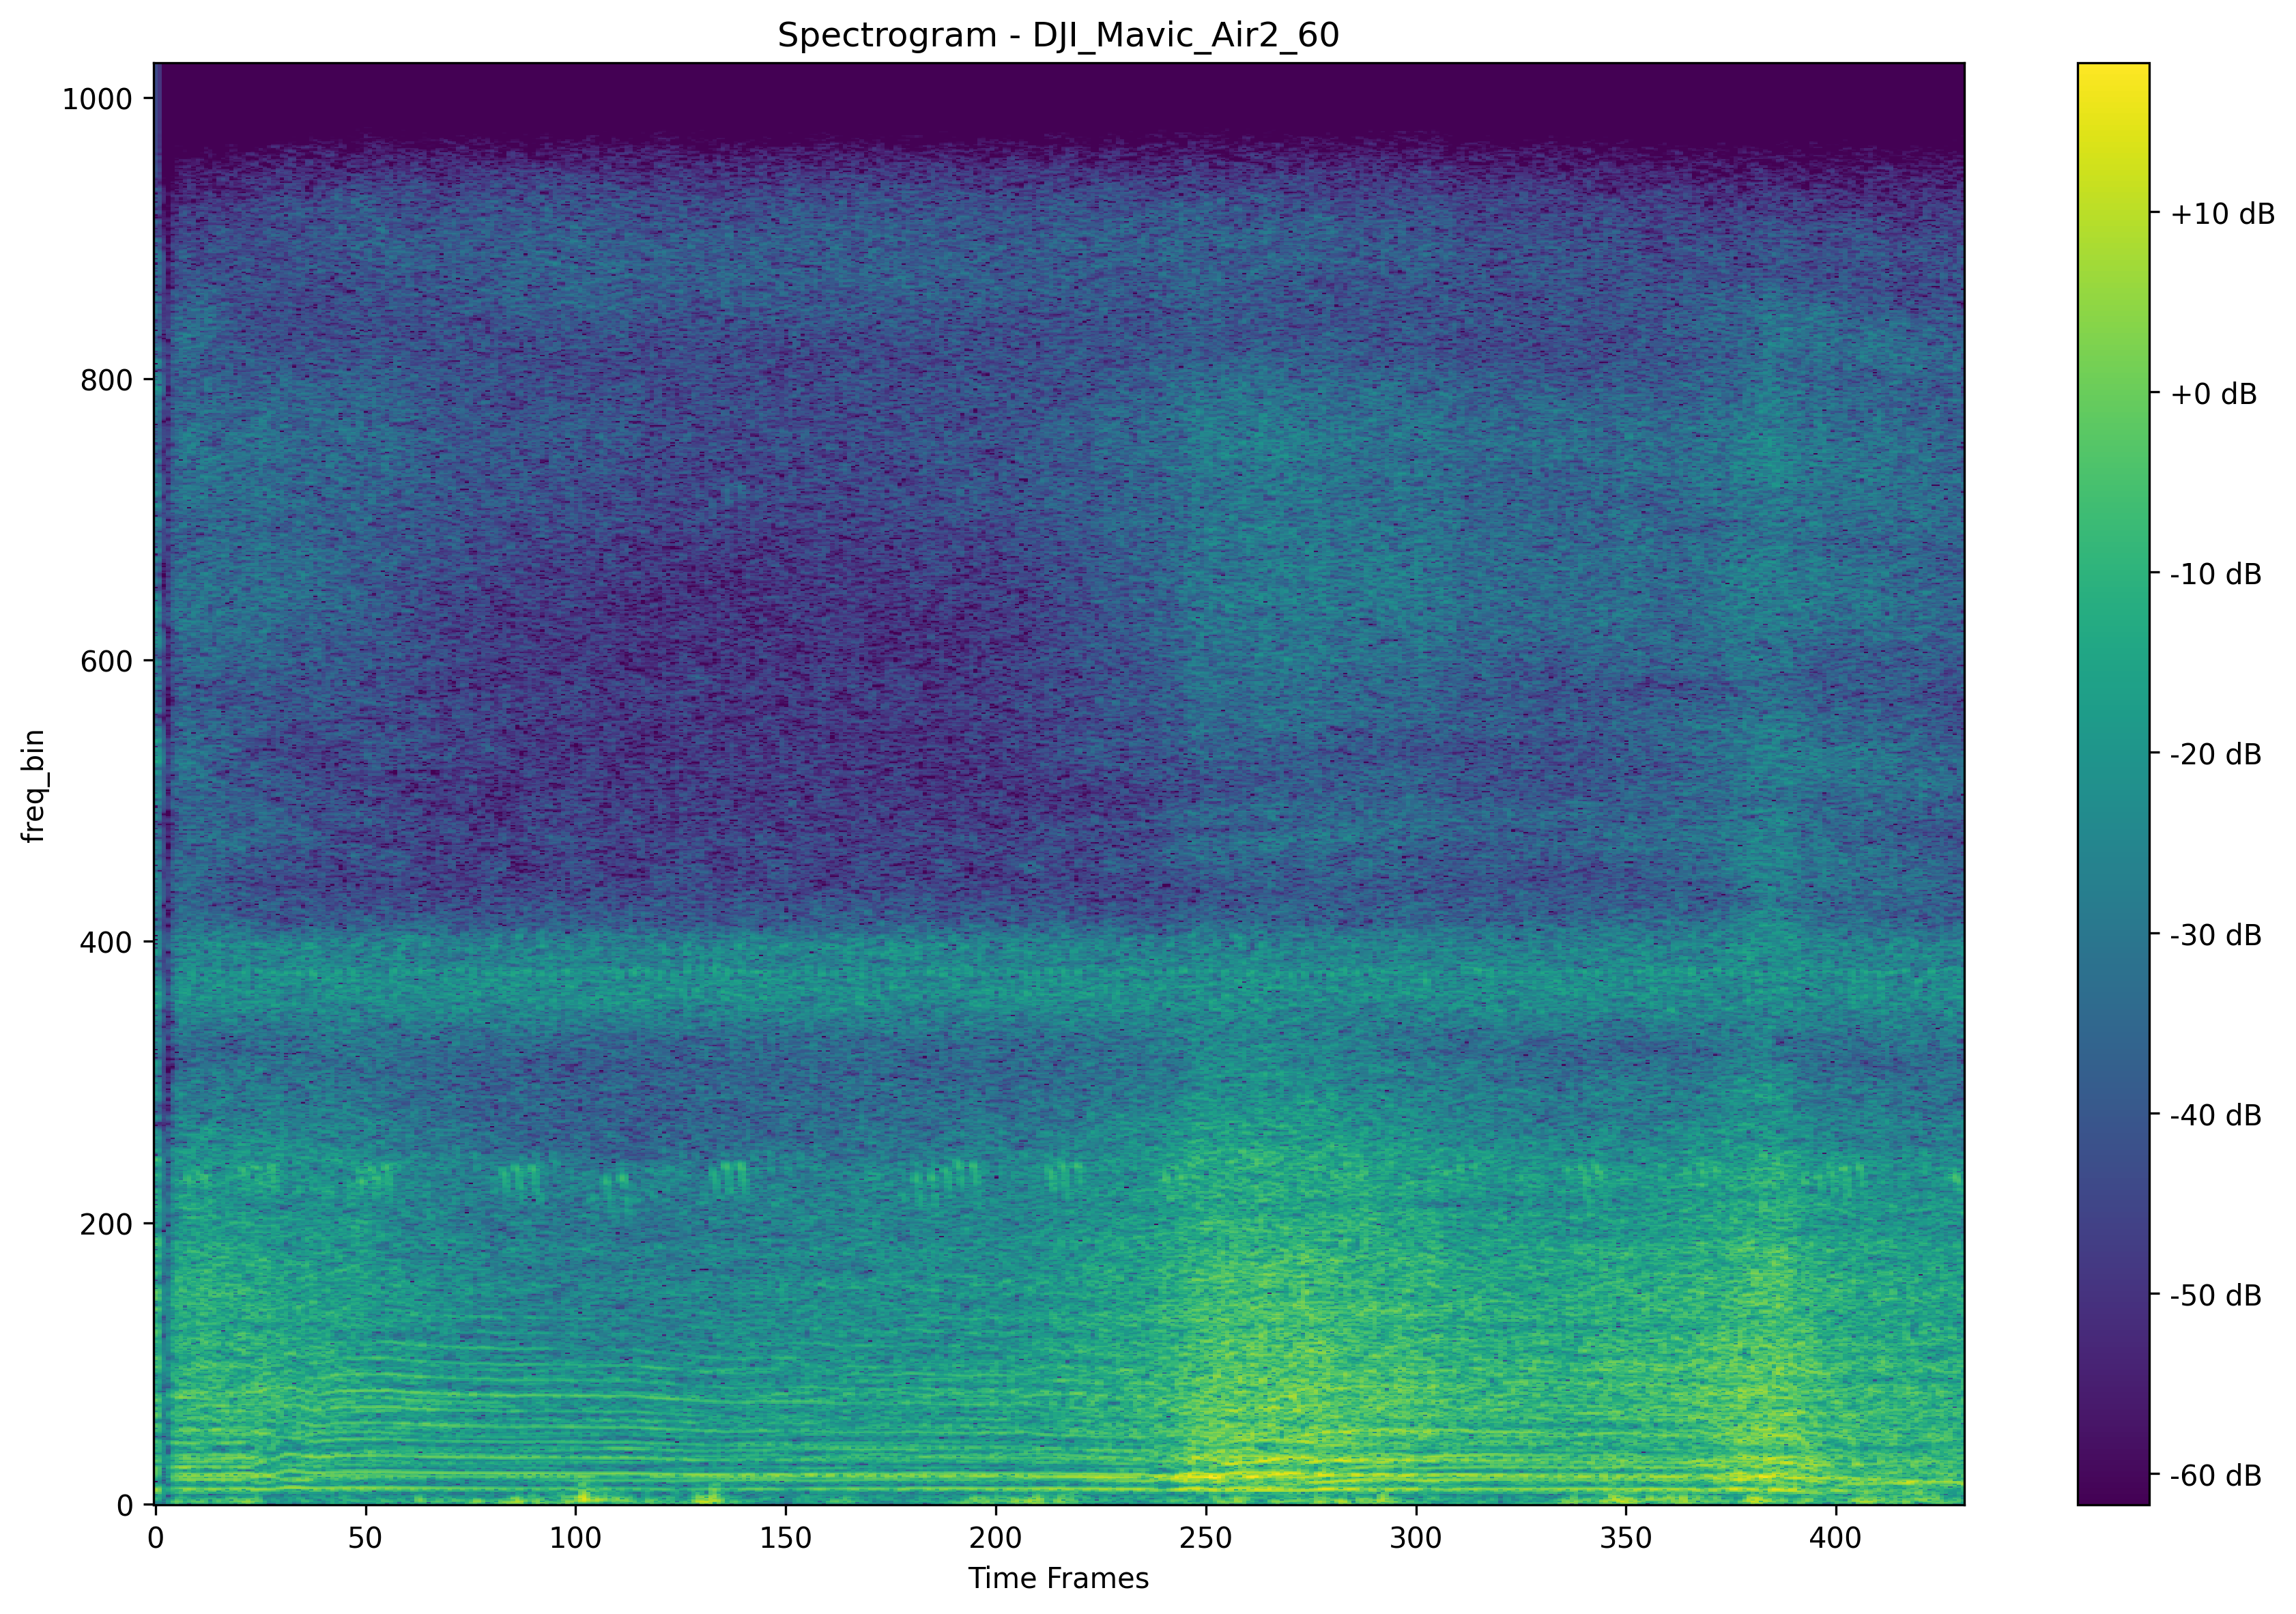 Spectrogram - DJI_Mavic_Air2_60
1000
800
600
400
200
0
freq_bin
0 50 100 150 200 250 300 350 400
Time Frames
+10 dB
+0 dB
-10 dB
-20 dB
-30 dB
-40 dB
-50 dB
-60 dB